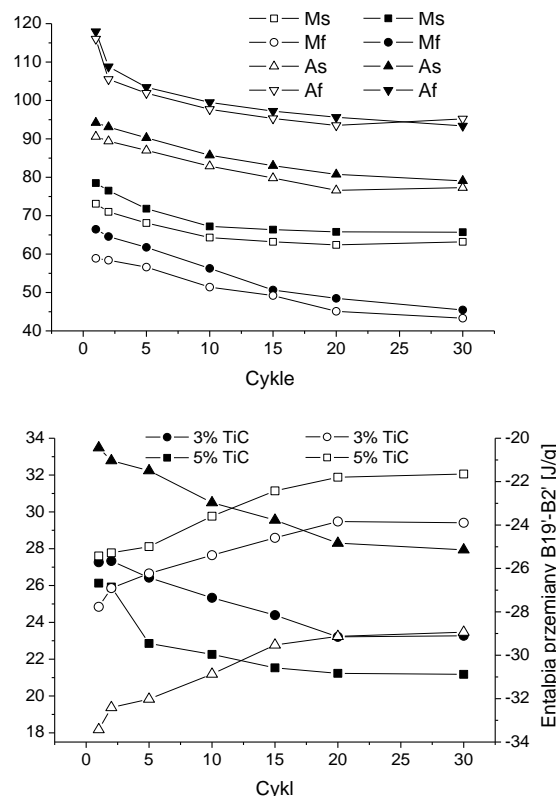 Ms Ms
Mf Mf
As As
Af Af
120
110
100
90
80
70
60
50
40
0 5 10 15 20 25 30
Cykle
3% TiC 3% TiC
5% TiC 5% TiC
34
32
30
28
26
24
22
20
18
-20
-22
-24
-26
-28
-30
-32
-34
Entalpia przemiany B19'-B2' [J/g]
0 5 10 15 20 25 30
Cykl